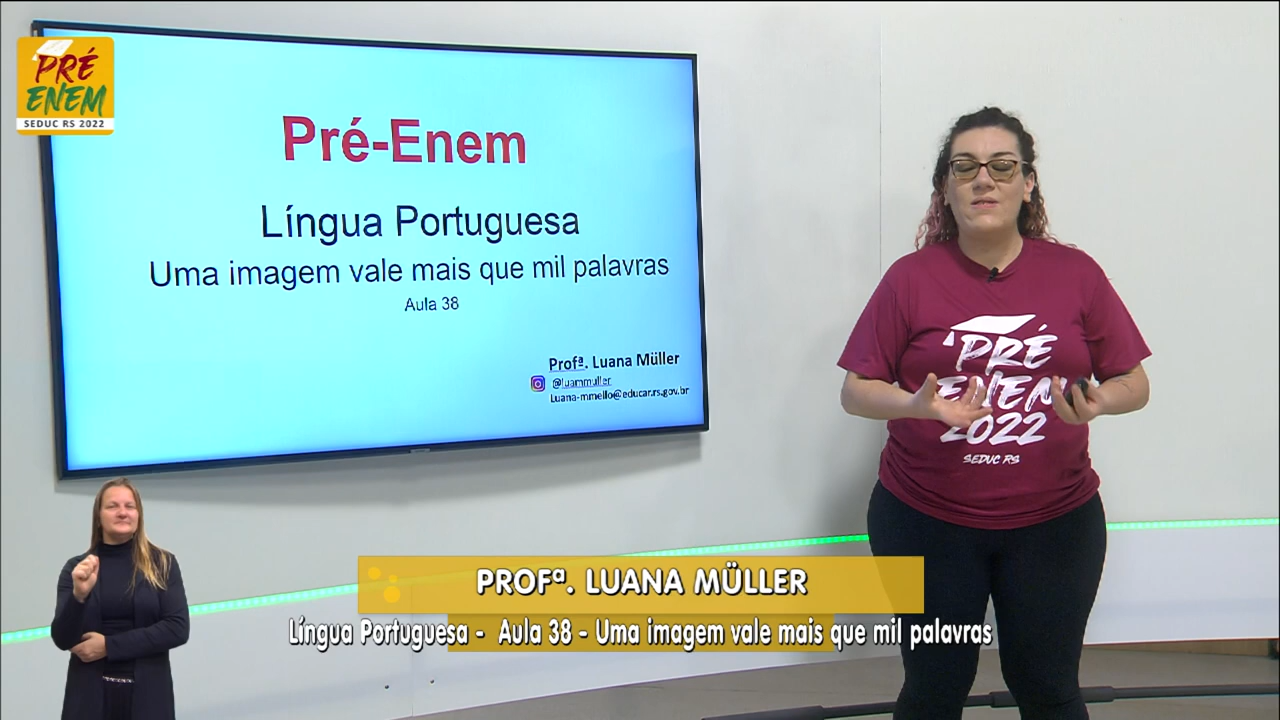 PRÉ
ENEM
SEDUC RS 2022
Pré-Enem
Língua Portuguesa
Uma imagem vale mais que mil palavras
Aula 38
Profª. Luana Müller
@luammuller
Luana-mmello@educar.rs.gov.br
PRÉ
ENEM
2022
SEDUC RS
PROFª. LUANA MÜLLER
Língua Portuguesa - Aula 38 - Uma imagem vale mais que mil palavras